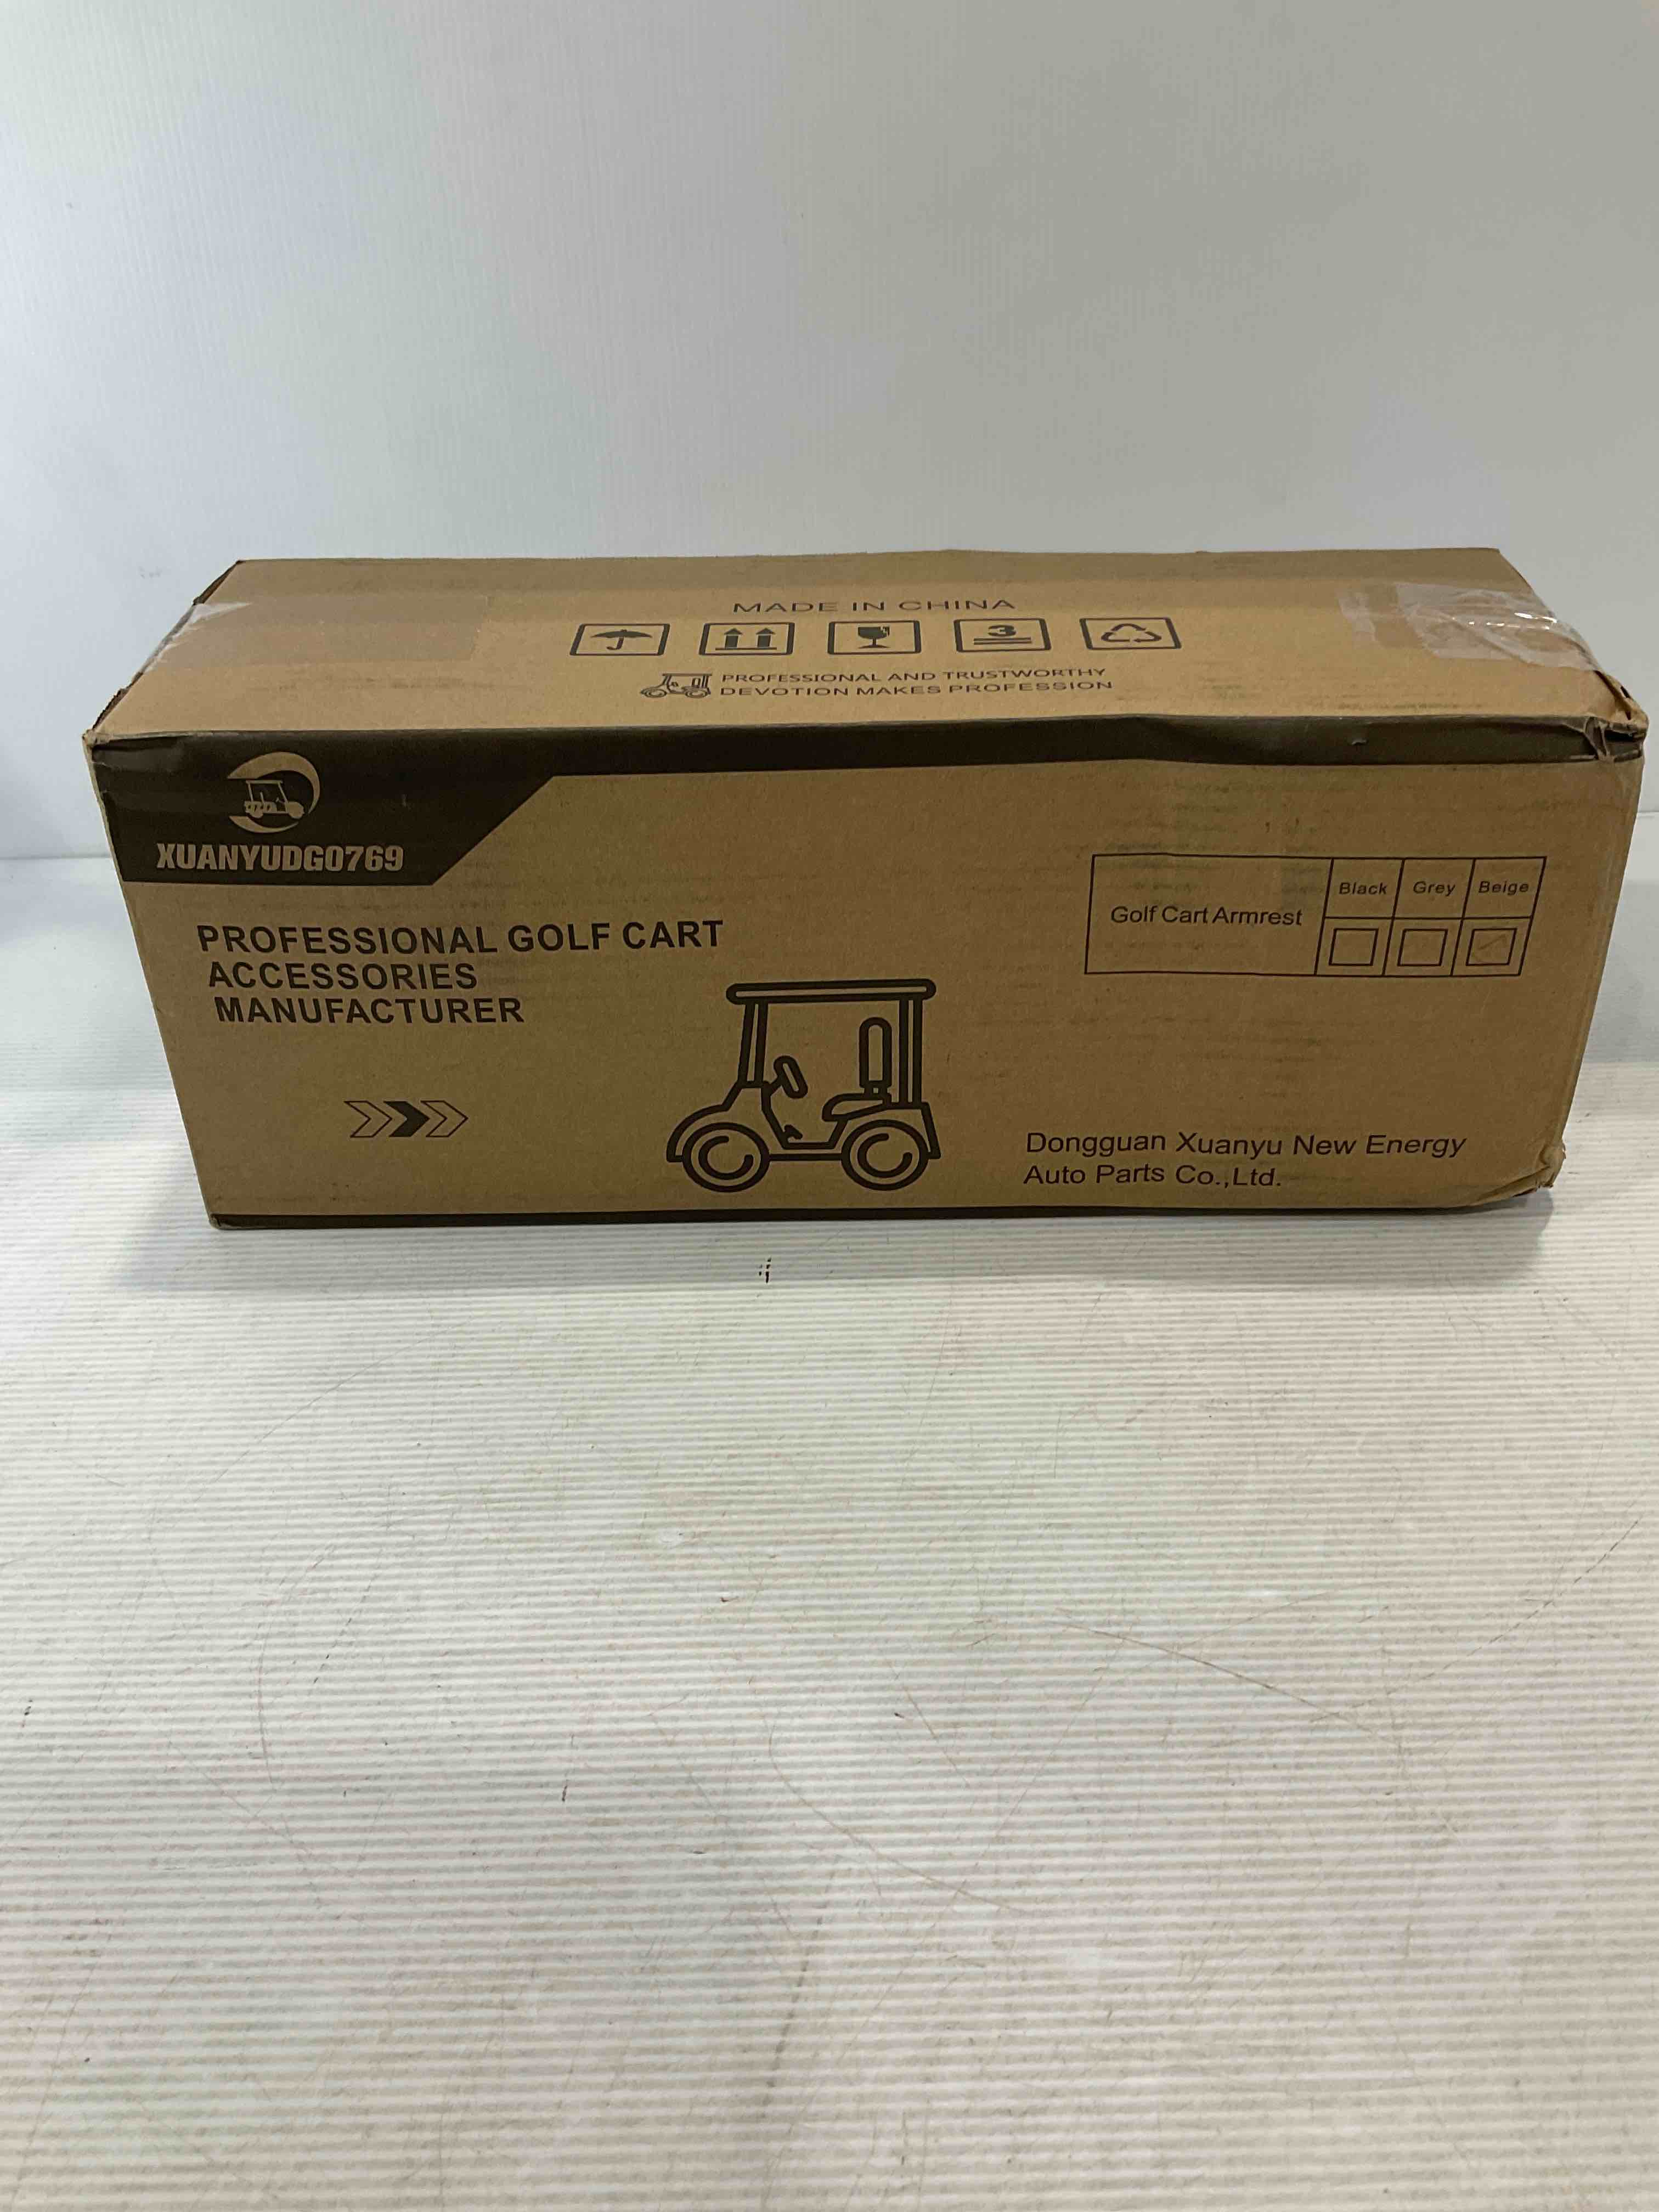 MADE IN CHINA
3
PROFESSIONAL AND TRUSTWORTHY
DEVOTION MAKES PROFESSION
XUANYUDG0769
PROFESSIONAL GOLF CART
ACCESSORIES
MANUFACTURER
Golf Cart Armrest
Black Grey Beige
Dongguan Xuanyu New Energy
Auto Parts Co.,Ltd.